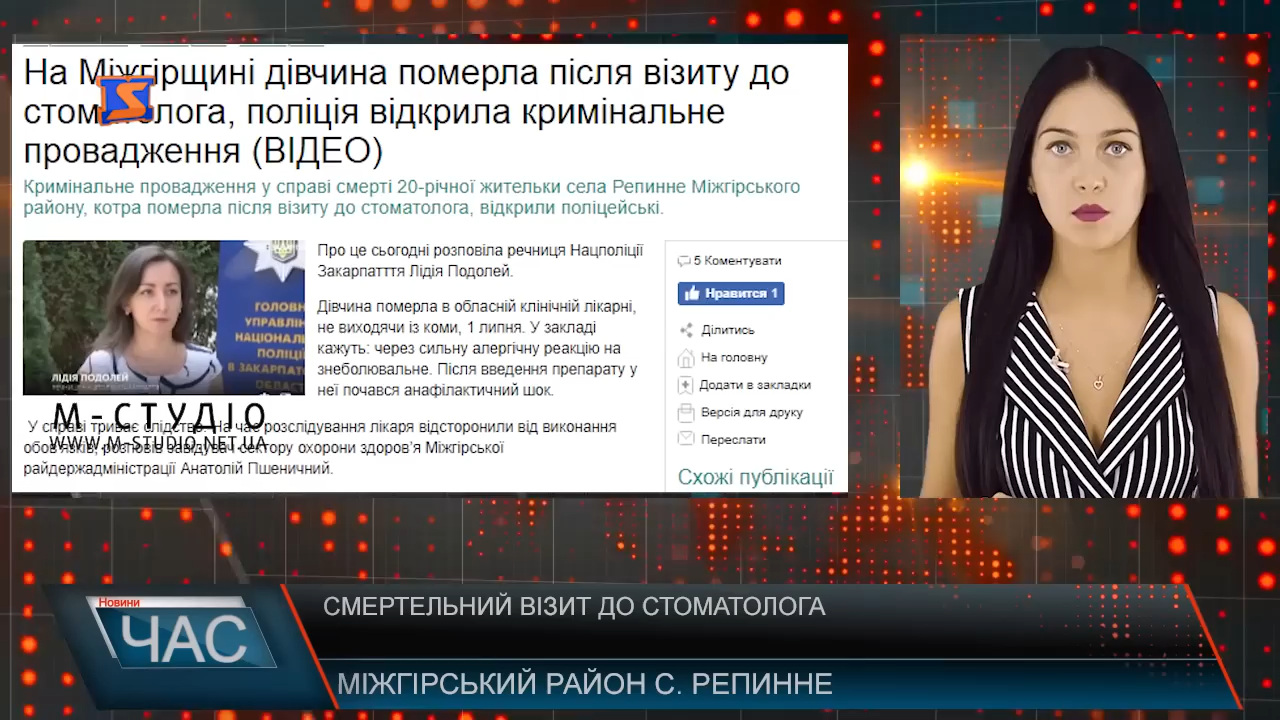 На Міжгірщині дівчина померла після візиту до
стоматолога, поліція відкрила кримінальне
провадження (ВІДЕО)
Кримінальне провадження у справі смерті 20-річної жительки села Репинне Міжгірського
району, котра померла після візиту до стоматолога, відкрили поліцейські.
Про це сьогодні розповіла речниця Нацполіції
Закарпатття Лідія Подолей.
Дівчина померла в обласній клінічній лікарні,
не виходячи із коми, 1 липня. У закладі
кажуть: через сильну алергічну реакцію на
знеболювальне. Після введення препарату у
неї почався анафілактичний шок.
ГОЛОВН
УПРАВЛІН
НАЦІОНАЛЬ
ПОЛІЦІ
В ЗАКАРПАТ
ОБЛАСТ
ЛІДІЯ ПОДОЛЕЙ
М-СТУДІО
WWW.M-STUDIO.NET.UA
У справі триває слідство. На час розслідування лікаря відсторонили від виконання
обов'язків, розповів завідувач сектору охорони здоров'я Міжгірської
райдержадміністрації Анатолій Пшеничний.
5 Коментувати
Нравится 1
Ділитись
На головну
Додати в закладки
Версія для друку
Переслати
Схожі публікації
Новини
ЧАС
СМЕРТЕЛЬНИЙ ВІЗИТ ДО СТОМАТОЛОГА
МІЖГІРСЬКИЙ РАЙОН С. РЕПИННЕ